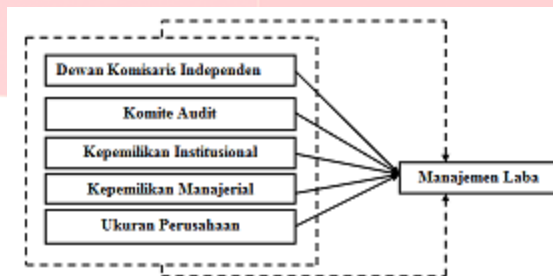 Dewan Komisaris Independen
Komite Audit
Kepemilikan Institusional
Kepemilikan Manajerial
Ukuran Perusahaan
Manajemen Laba